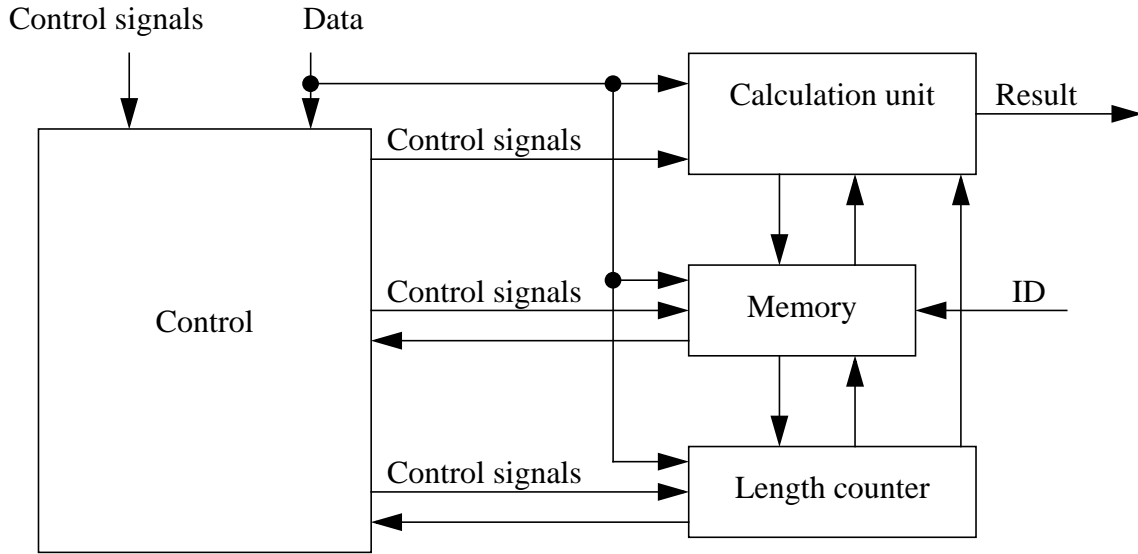 Control signals
Data
Calculation unit
Result
Control signals
Control signals
Memory
ID
Control
Control signals
Length counter